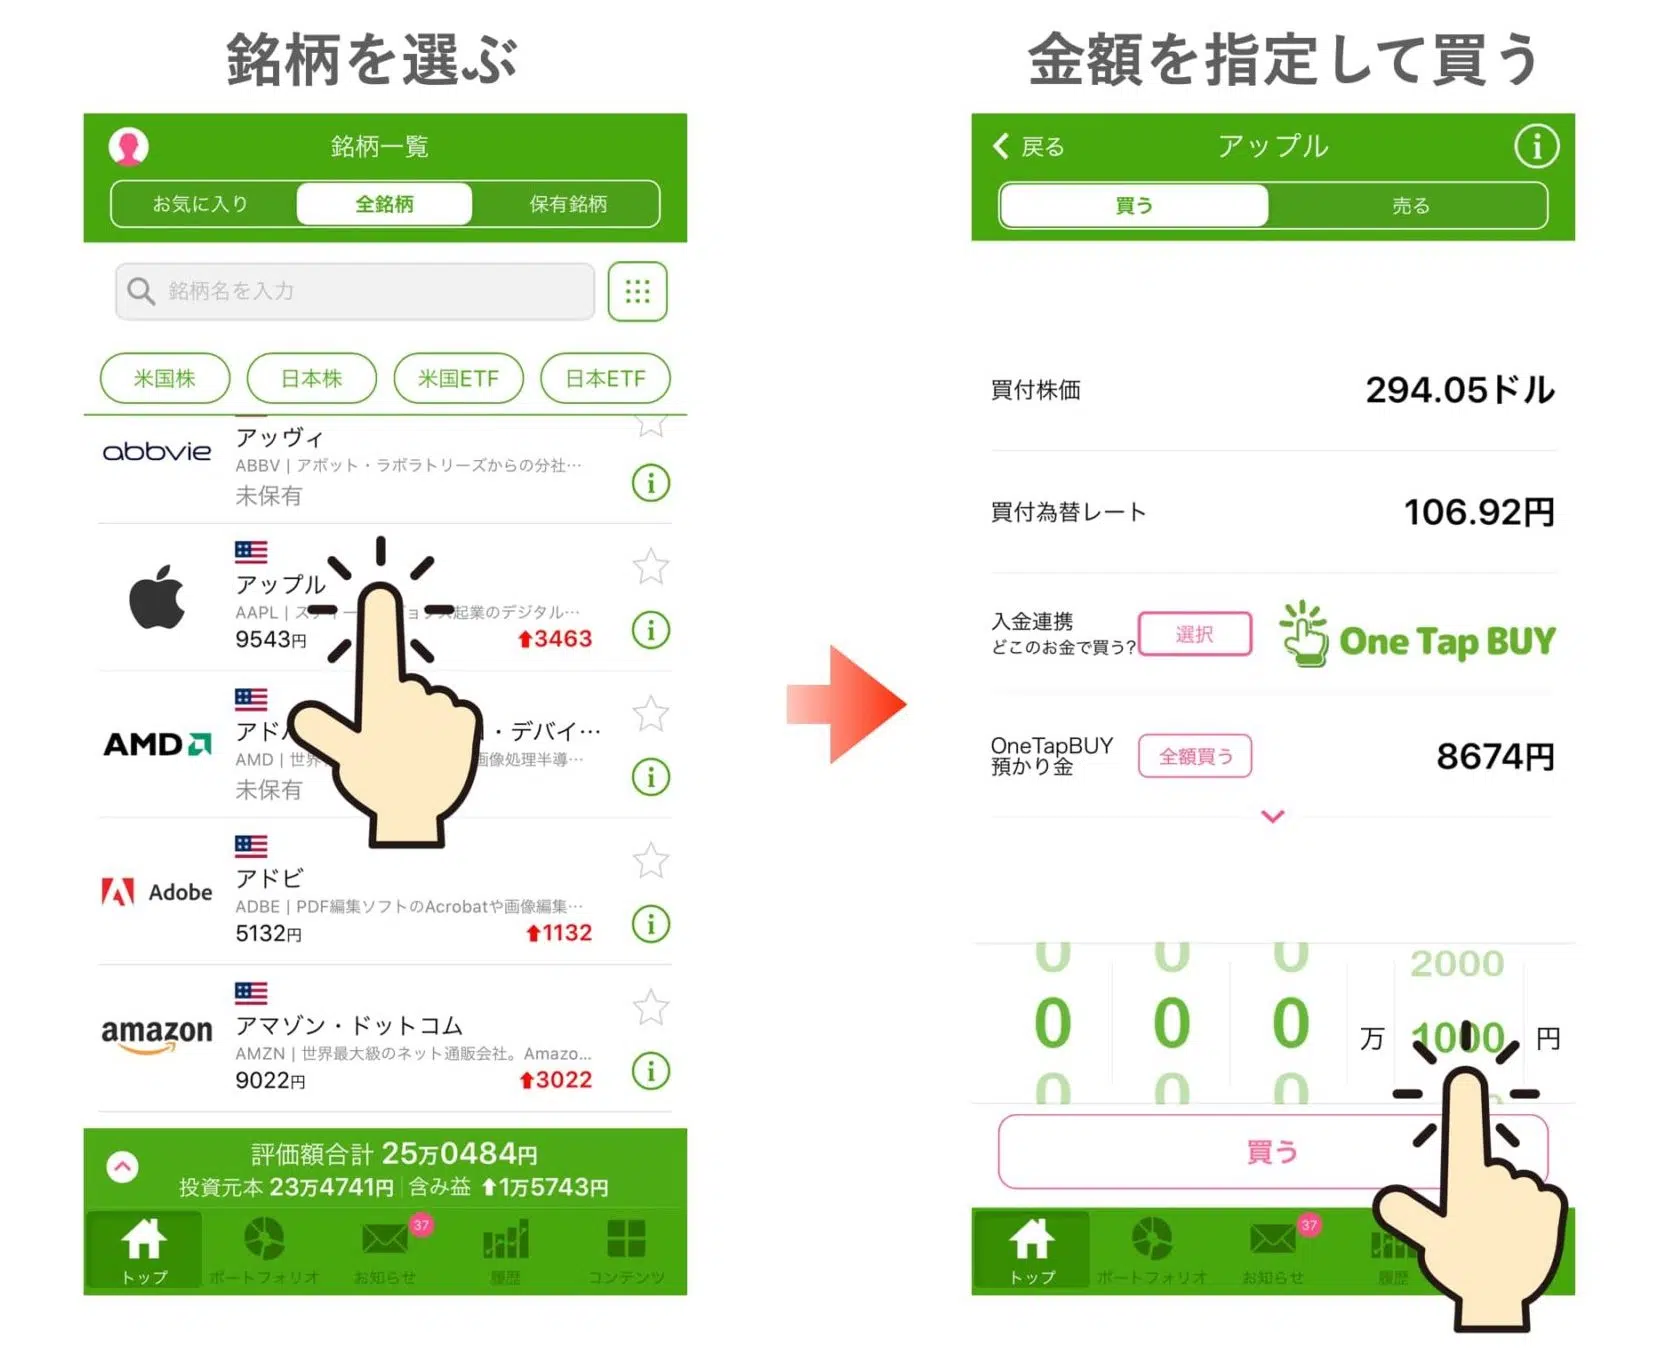 銘柄を選ぶ
銘柄一覧
お気に入り 全銘柄 保有銘柄
銘柄名を入力
米国株 日本株 米国ETF 日本ETF
abbvie
アッヴィ
ABBV | アボット・ラボラトリーズからの分社…
未保有
アップル
AAPL | ス
起業のデジタル…
9543円 3463
AMD
・デバイ…
AMD | 世界
画像処理半導…
未保有
Adobe
アドビ
ADBE | PDF編集ソフトのAcrobatや画像編集…
5132円 1132
amazon
アマゾン・ドットコム
AMZN | 世界最大級のネット通販会社。Amazo...
9022円 3022
評価額合計 25万0484円
投資元本 23万4741円 含み益 1万5743円
37
トップ ポートフォリオ お知らせ 履歴 コンテンツ
金額を指定して買う
戻る アップル i
買う 売る
買付株価 294.05ドル
買付為替レート 106.92円
入金連携
どこのお金で買う? 選択 One Tap BUY
OneTapBUY
預かり金 全額買う 8674円
0 0 0 2000
0 0 0 万 1000 円
0 0 0
買う
37
トップ ポートフォリオ お知らせ 履歴